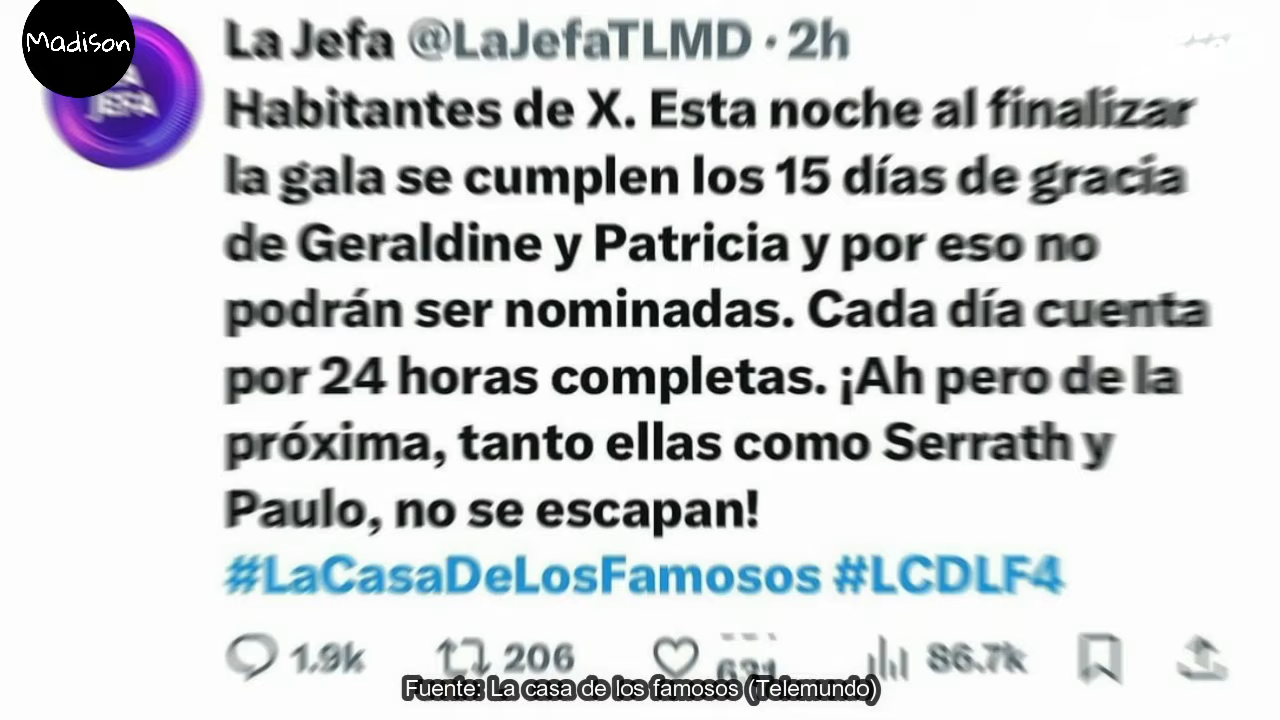 Madison
JEFA
La Jefa @LaJefaTLMD · 2h
Habitantes de X. Esta noche al finalizar
la gala se cumplen los 15 días de gracia
de Geraldine y Patricia y por eso no
podrán ser nominadas. Cada día cuenta
por 24 horas completas. ¡Ah pero de la
próxima, tanto ellas como Serrath y
Paulo, no se escapan!
#LaCasaDeLosFamosos #LCDLF4
1.9k 206 86.7k
Fuente: La casa de los famosos (Telemundo)